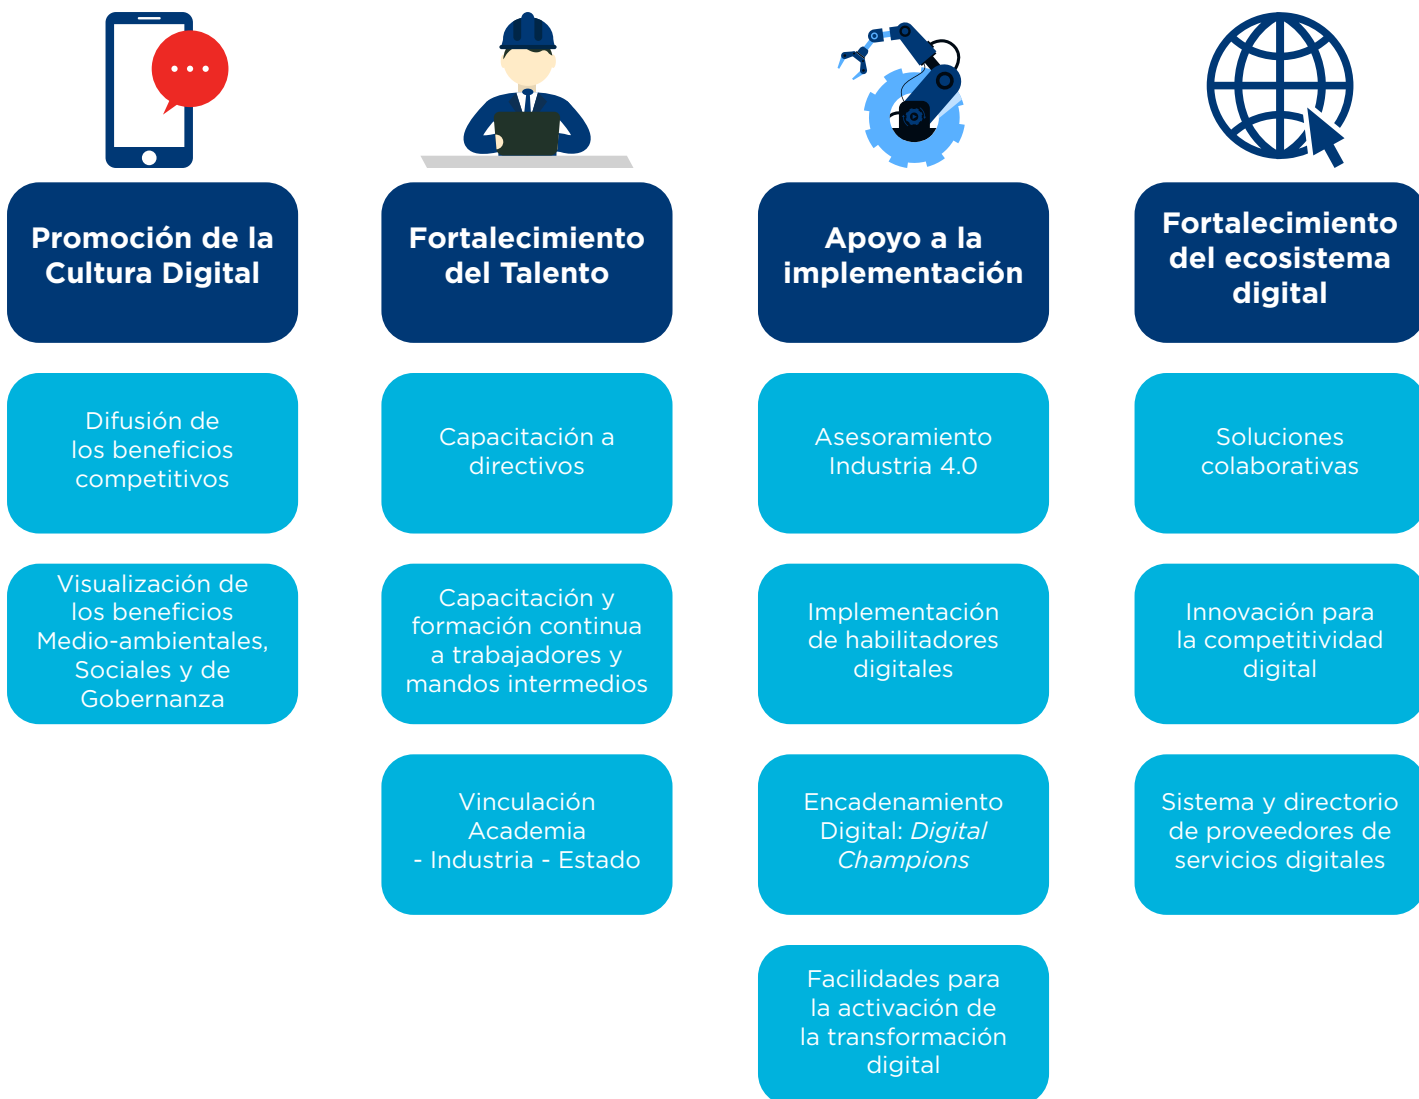 Promoción de la
Cultura Digital
Difusión de
los beneficios
competitivos
Visualización de
los beneficios
Medio-ambientales,
Sociales y de
Gobernanza
Fortalecimiento
del Talento
Capacitación a
directivos
Capacitación y
formación continua
a trabajadores y
mandos intermedios
Vinculación
Academia
- Industria - Estado
Apoyo a la
implementación
Asesoramiento
Industria 4.0
Implementación
de habilitadores
digitales
Encadenamiento
Digital: Digital
Champions
Facilidades para
la activación de
la transformación
digital
Fortalecimiento
del ecosistema
digital
Soluciones
colaborativas
Innovación para
la competitividad
digital
Sistema y directorio
de proveedores de
servicios digitales